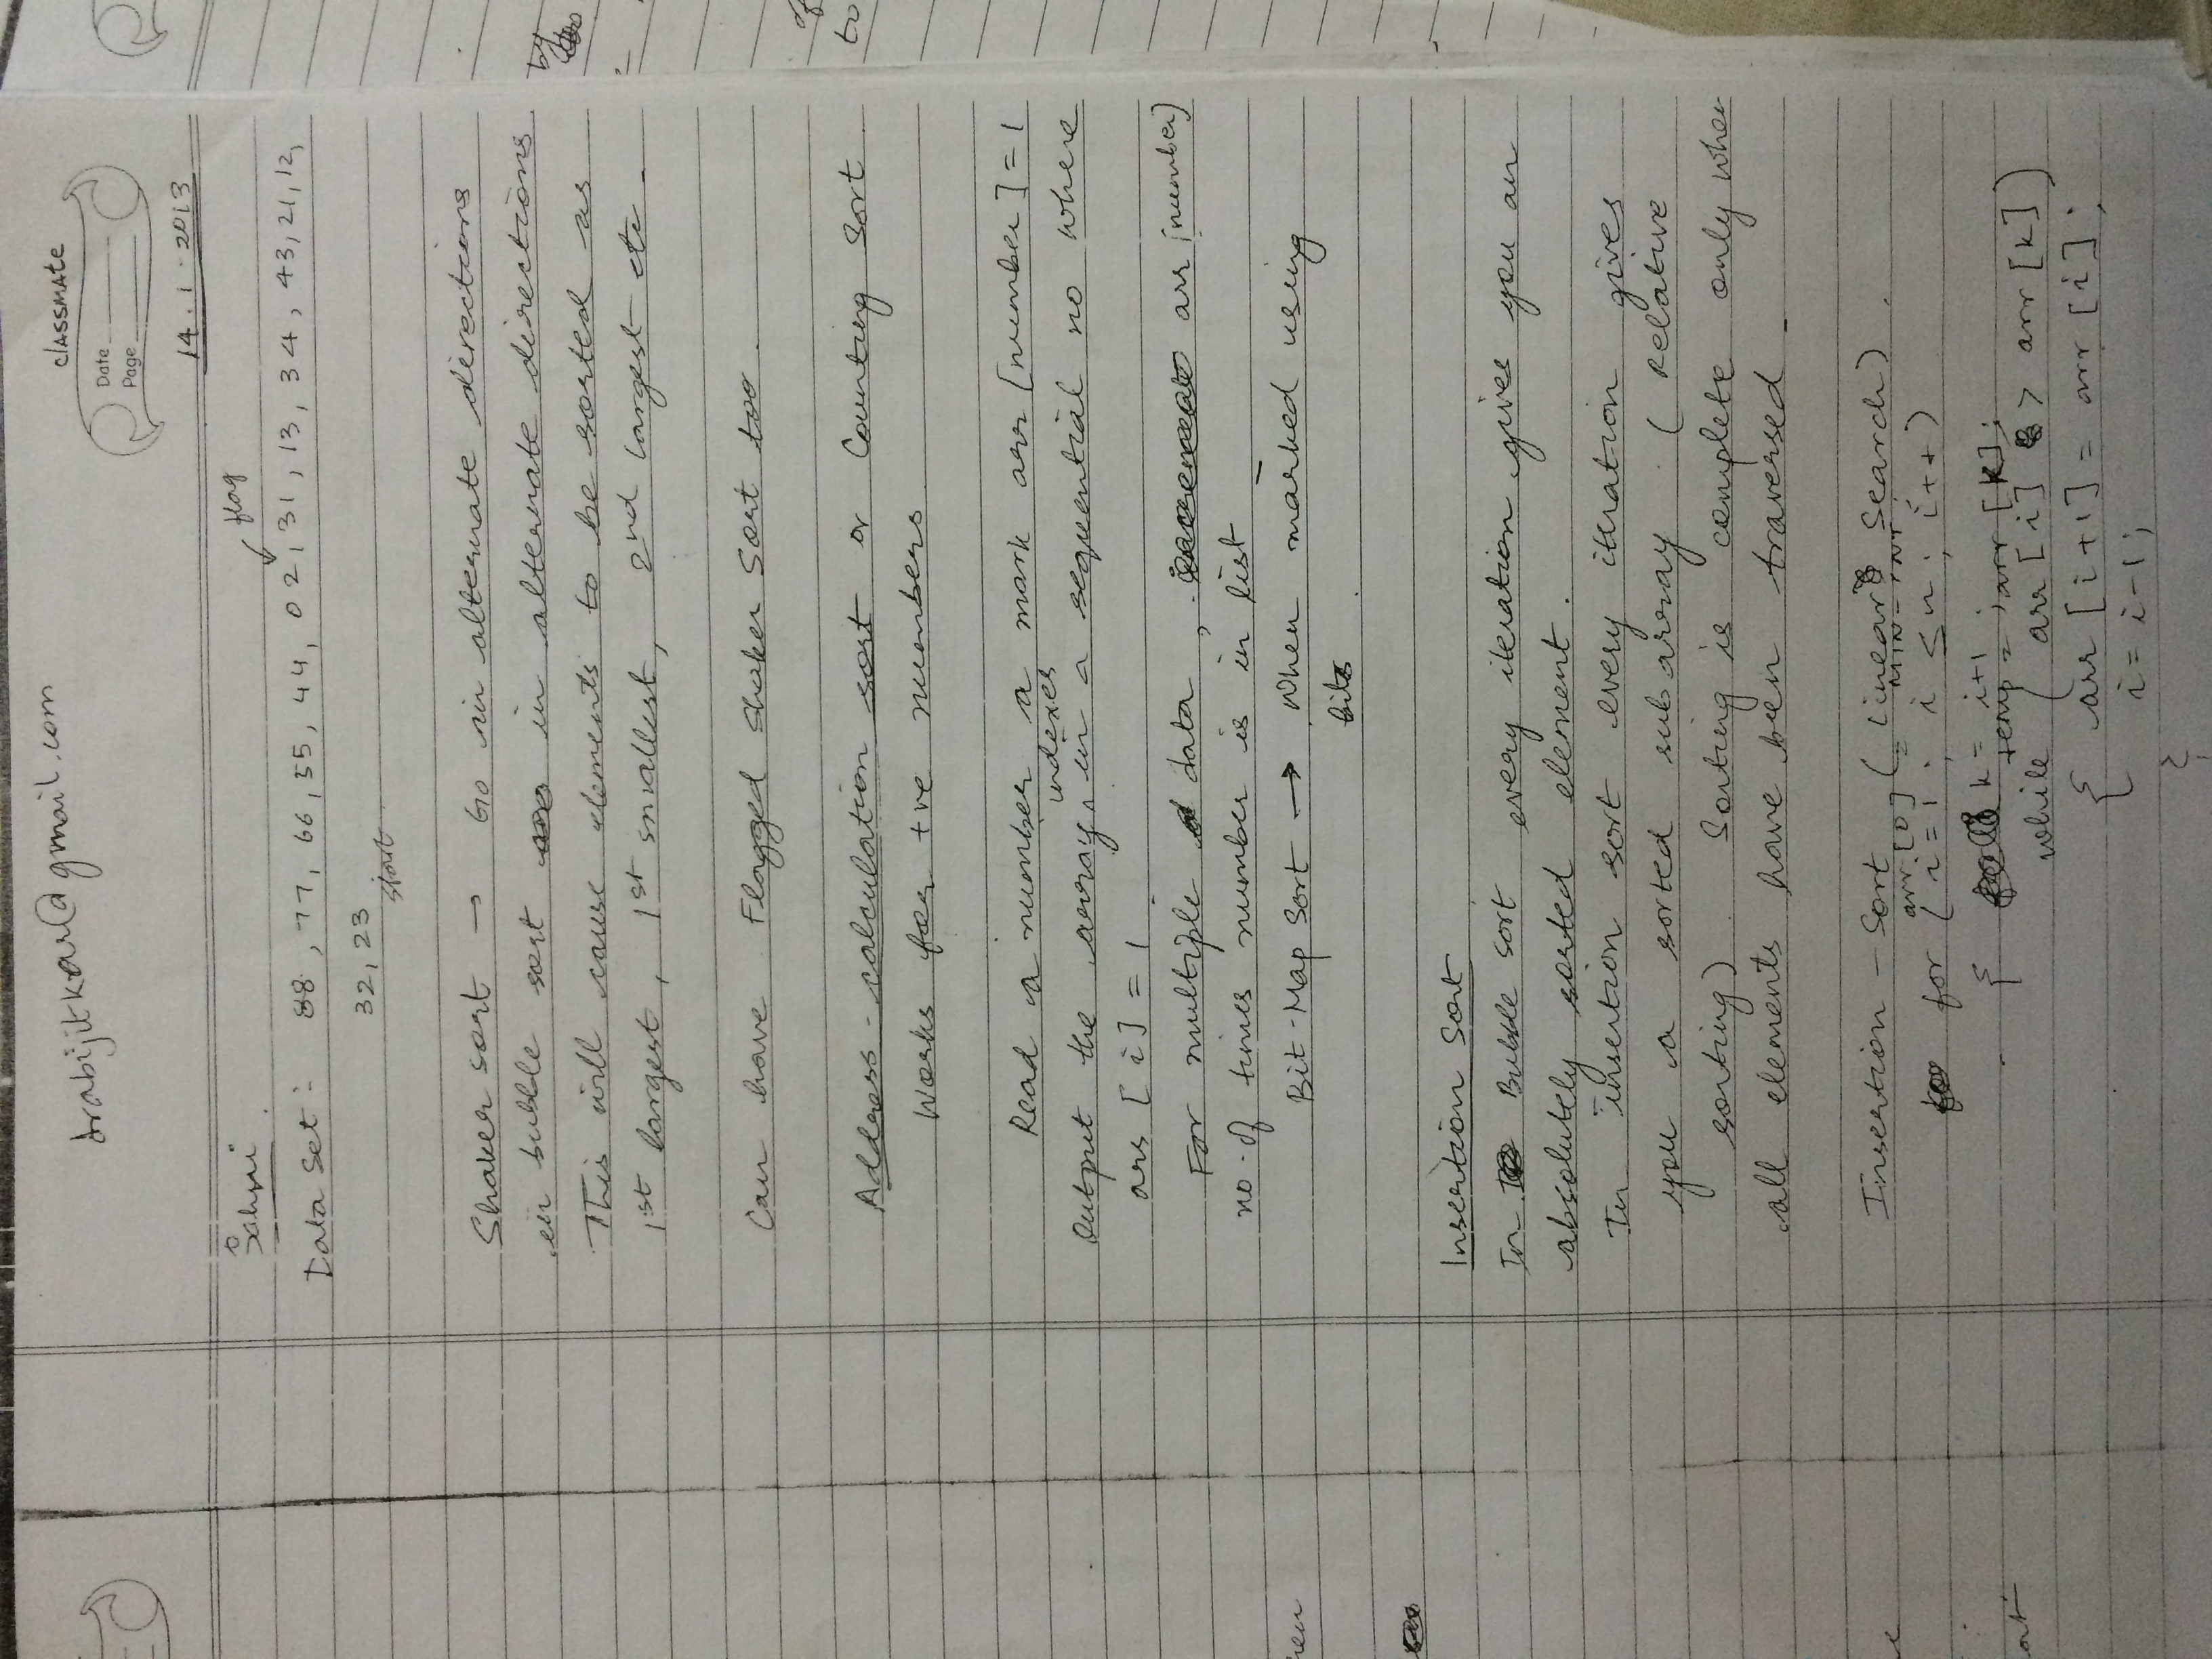 drabijitkar@gmail.com
classmate
Date
Page
14.1.2013
Sahni
flag
Data Set: 88, 77, 66, 55, 44, 02, 31, 13, 34, 43, 21, 12,
32, 23
start
Shaker sort → Go in alternate directions
in bubble sort in alternate directions.
This will cause elements to be sorted as
1st largest, 1st smallest, 2nd largest etc.
Can have Flagged Shaker Sort too.
Address-calculation sort or Counting Sort
Works for +ve numbers
Read a number a mark arr [number] = 1
indexes
Output the array in a sequential no where
arr [i] = 1.
For multiple data, arr [number]
no. of times number is in list
Bit-Map Sort → When marked using
bits.
Insertion Sort
In Bubble sort every iteration gives you an
absolutely sorted element.
In insertion sort every iteration gives
you a sorted subarray (Relative
sorting). Sorting is complete only when
all elements have been traversed.
Insertion-Sort (Linear Search).
arr[0] = MIN-INT;
for (i=1; i ≤ n; i++)
{ k = i+1;
temp = arr [k];
while (arr [i] > arr [k])
{ arr [i+1] = arr [i];
i = i-1;
}
by
of
to